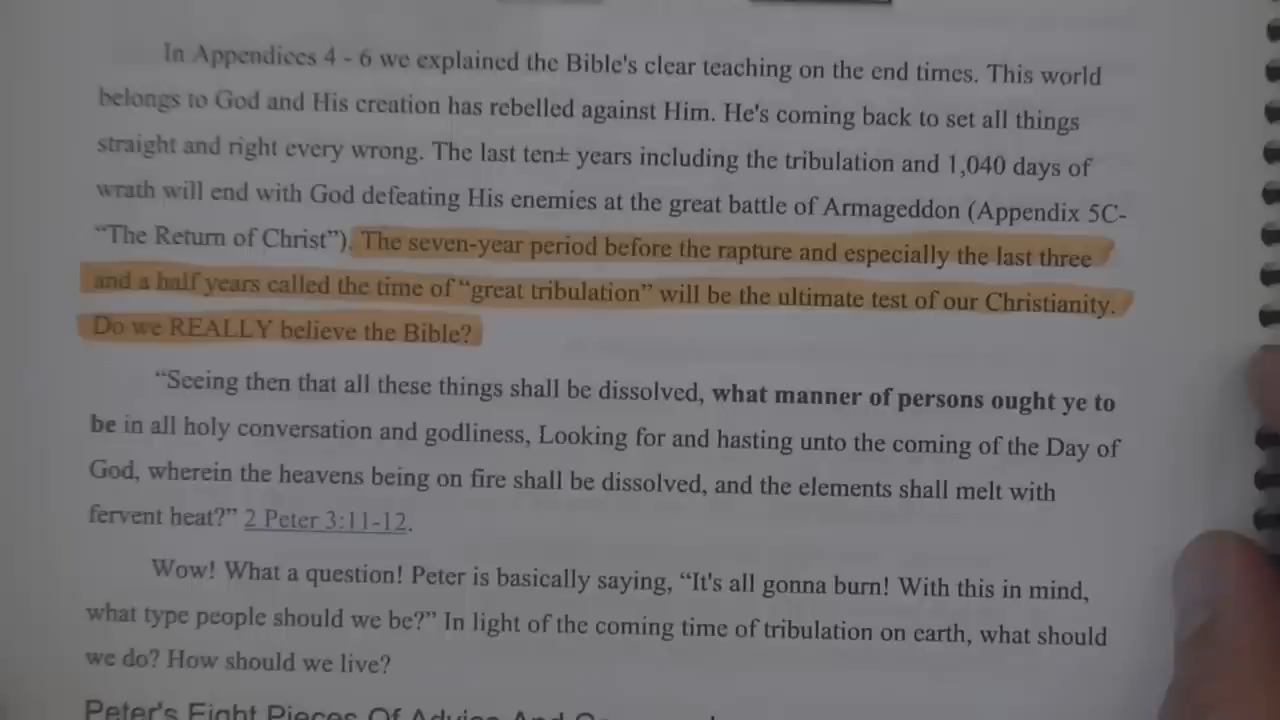 In Appendices 4 - 6 we explained the Bible's clear teaching on the end times. This world
belongs to God and His creation has rebelled against Him. He's coming back to set all things
straight and right every wrong. The last ten± years including the tribulation and 1,040 days of
wrath will end with God defeating His enemies at the great battle of Armageddon (Appendix 5C-
“The Return of Christ”). The seven-year period before the rapture and especially the last three
and a half years called the time of “great tribulation” will be the ultimate test of our Christianity.
Do we REALLY believe the Bible?
“Seeing then that all these things shall be dissolved, what manner of persons ought ye to
be in all holy conversation and godliness, Looking for and hasting unto the coming of the Day of
God, wherein the heavens being on fire shall be dissolved, and the elements shall melt with
fervent heat?” 2 Peter 3:11-12.
Wow! What a question! Peter is basically saying, “It's all gonna burn! With this in mind,
what type people should we be?” In light of the coming time of tribulation on earth, what should
we do? How should we live?
Peter's Eight Pieces Of Advice And